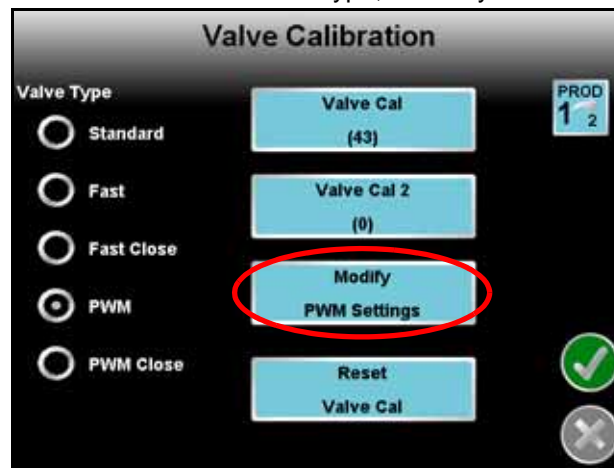 Valve Calibration
Valve Type
Standard
Fast
Fast Close
PWM
PWM Close
Valve Cal
(43)
Valve Cal 2
(0)
Modify
PWM Settings
Reset
Valve Cal
PROD
1 2